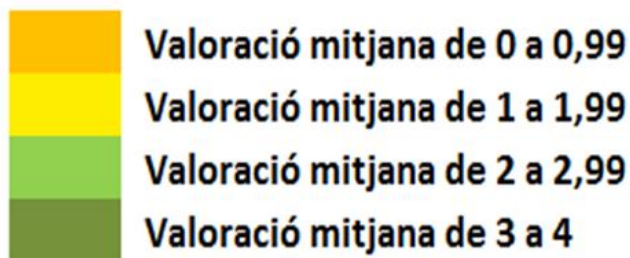 Valoració mitjana de 0 a 0,99
Valoració mitjana de 1 a 1,99
Valoració mitjana de 2 a 2,99
Valoració mitjana de 3 a 4